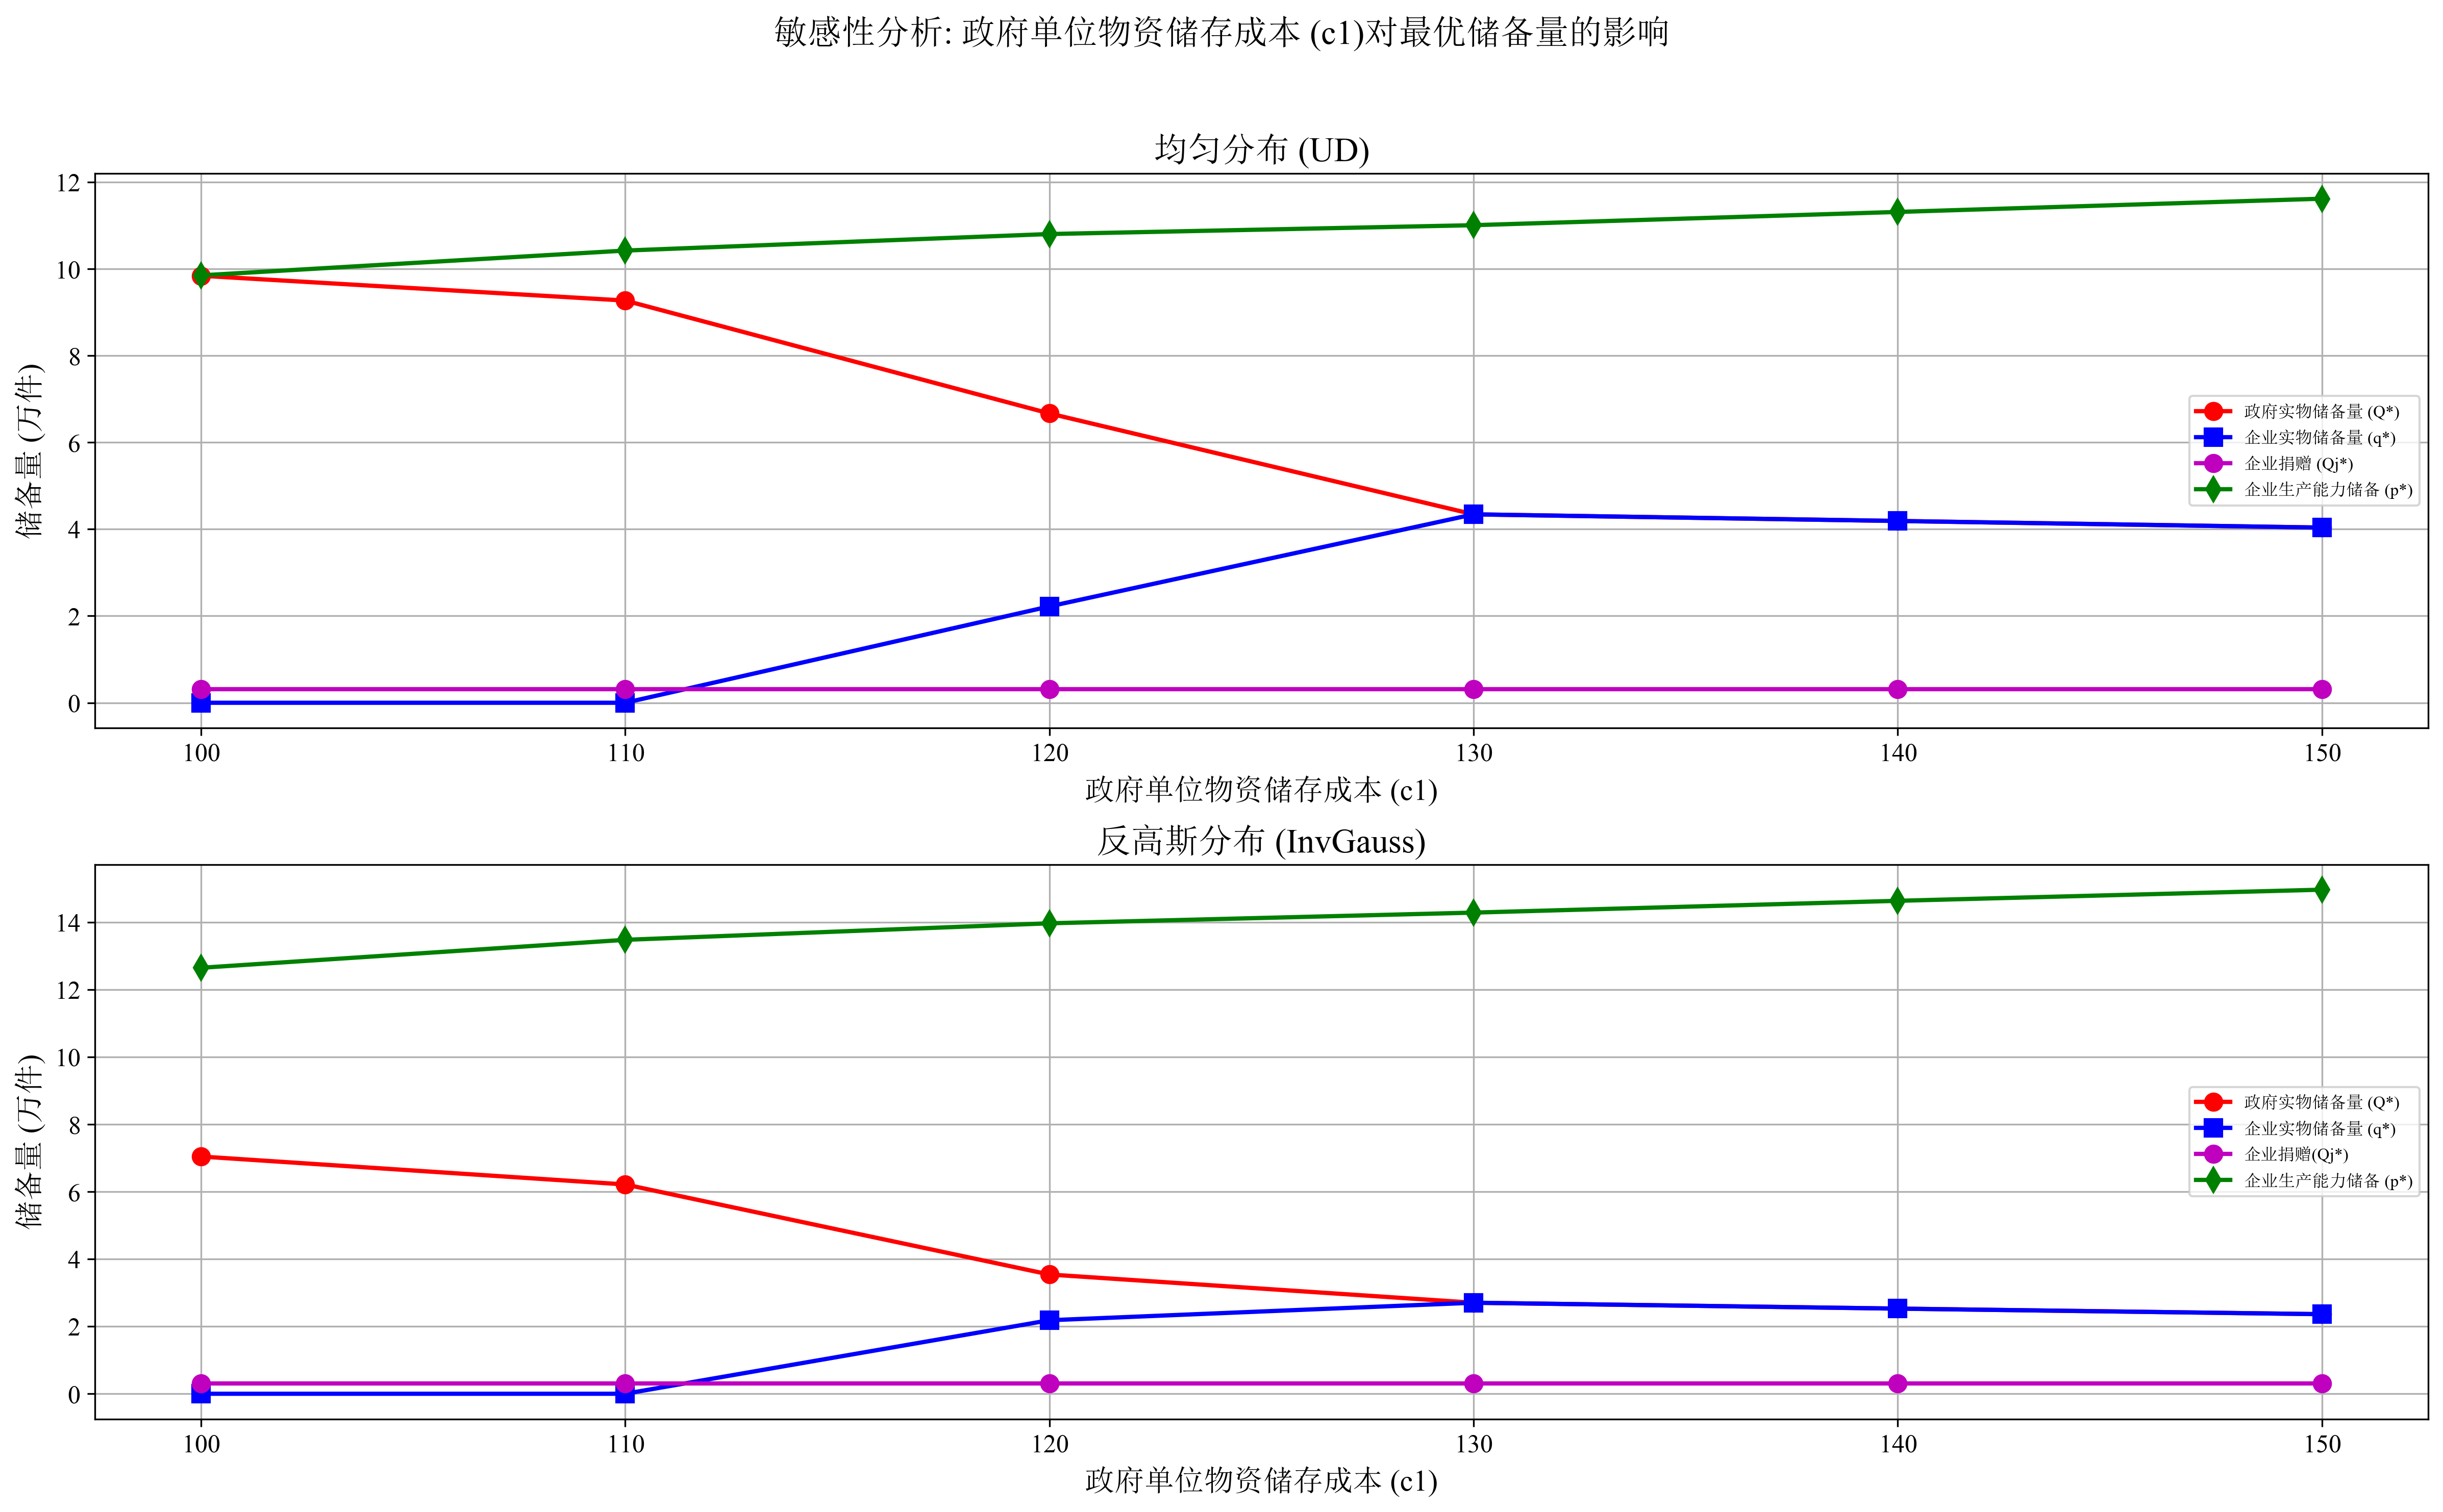 敏感性分析: 政府单位物资储存成本 (c1)对最优储备量的影响
均匀分布 (UD)
12
10
8
6
4
2
0
储备量 (万件)
政府实物储备量 (Q*)
企业实物储备量 (q*)
企业捐赠 (Qj*)
企业生产能力储备 (p*)
100 110 120 130 140 150
政府单位物资储存成本 (c1)
反高斯分布 (InvGauss)
14
12
10
8
6
4
2
0
储备量 (万件)
政府实物储备量 (Q*)
企业实物储备量 (q*)
企业捐赠(Qj*)
企业生产能力储备 (p*)
100 110 120 130 140 150
政府单位物资储存成本 (c1)